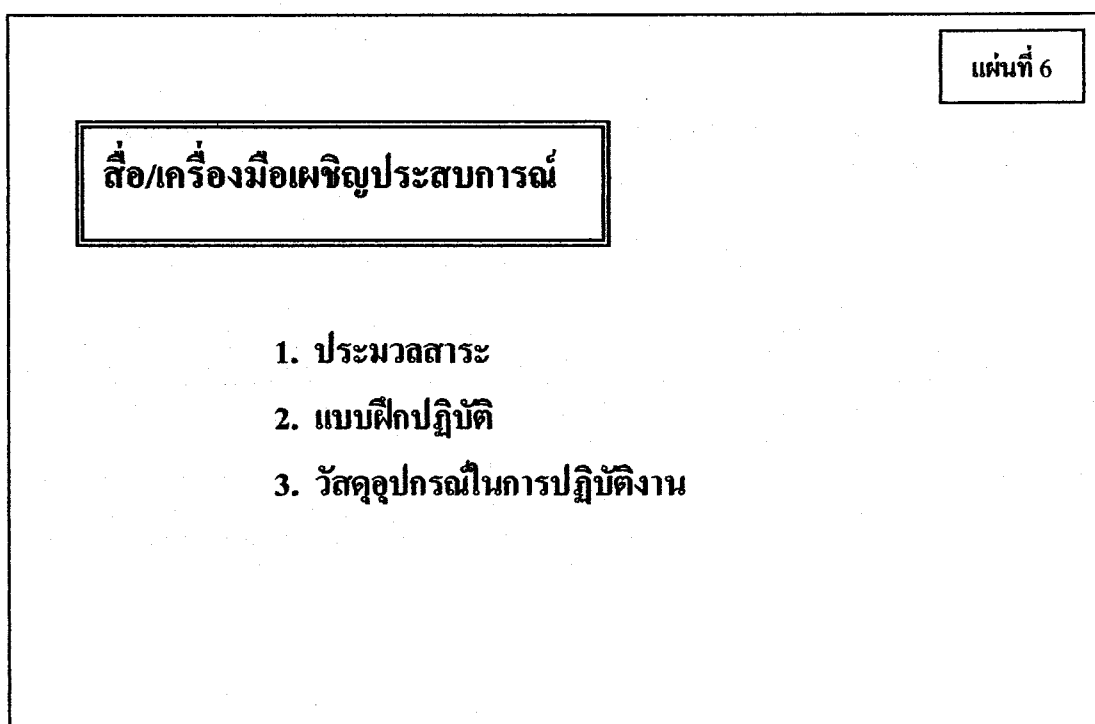 แผ่นที่ 6
สื่อ/เครื่องมือเผชิญประสบการณ์
1. ประมวลสาระ
2. แบบฝึกปฏิบัติ
3. วัสดุอุปกรณ์ในการปฏิบัติงาน